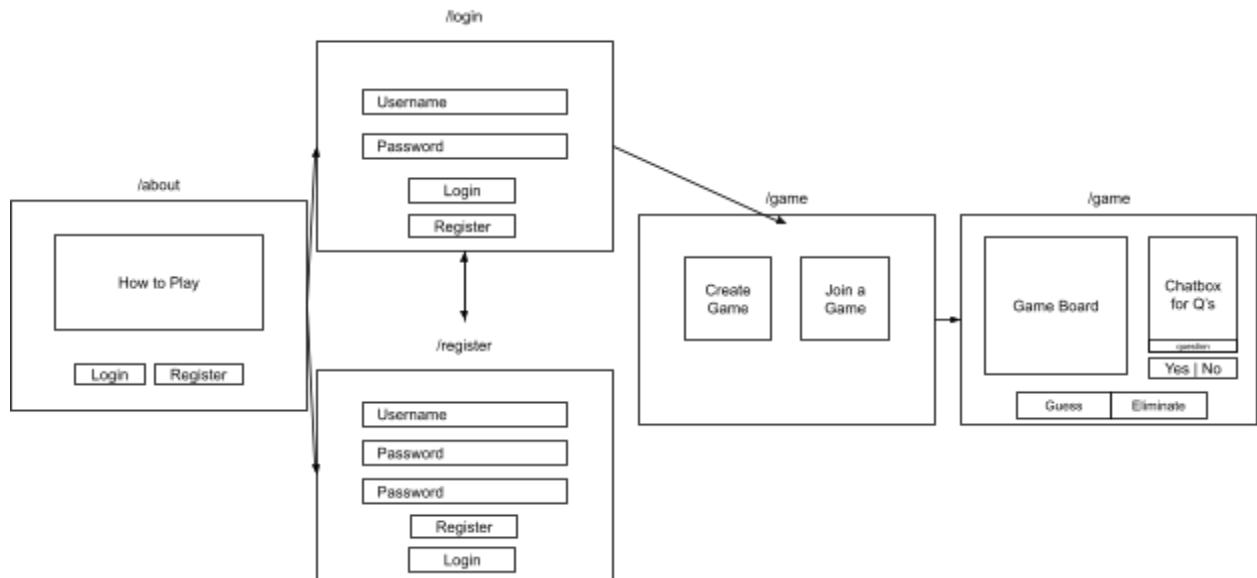 /login
Username
Password
Login
Register
/about
How to Play
Login Register
/register
Username
Password
Password
Register
Login
/game
Create
Game
Join a
Game
/game
Game Board
Chatbox
for Q's
question
Yes | No
Guess Eliminate